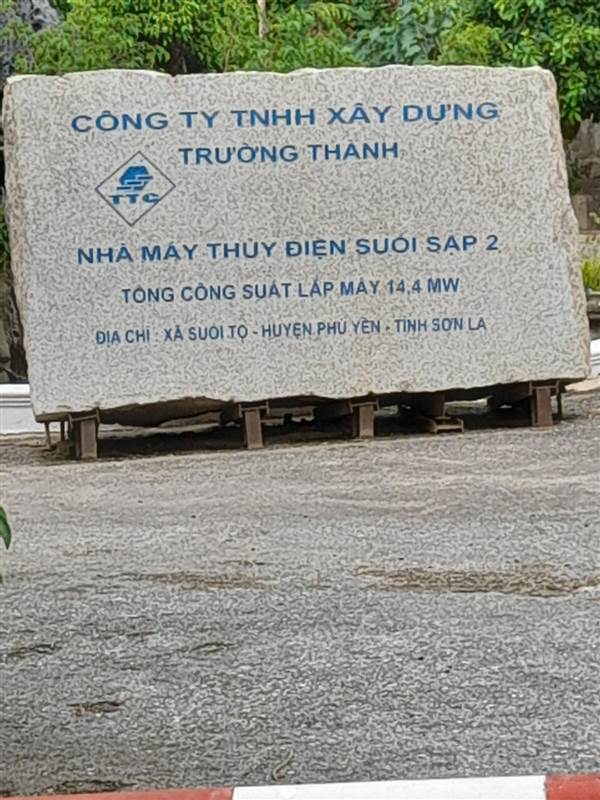 CÔNG TY TNHH XÂY DỰNG
TRƯỜNG THÀNH
TTC
NHÀ MÁY THỦY ĐIỆN SUỐI SẬP 2
TỔNG CÔNG SUẤT LẮP MÁY 14,4 MW
ĐỊA CHỈ : XÃ SUỐI TỌ - HUYỆN PHÙ YÊN - TỈNH SƠN LA